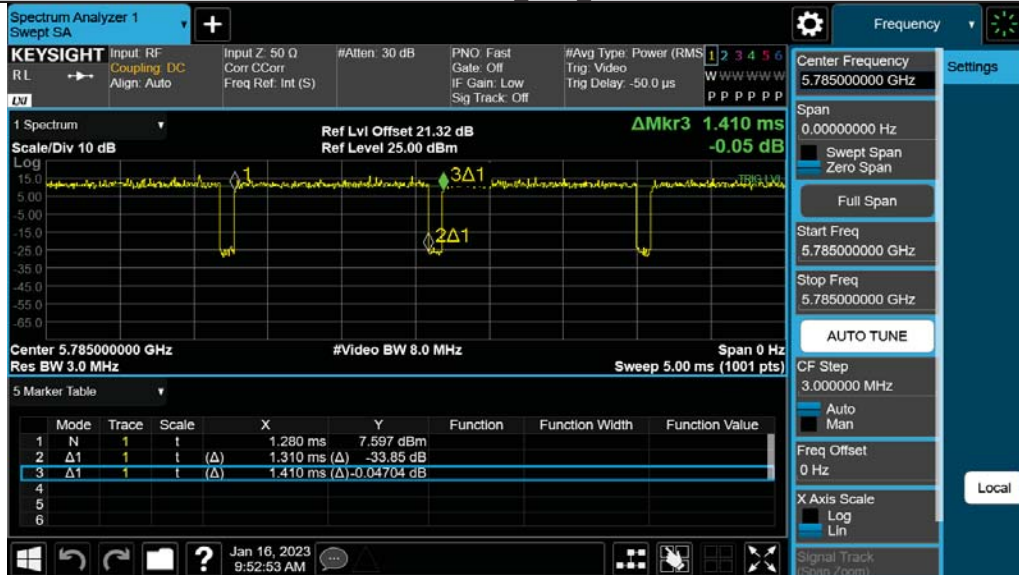 Spectrum Analyzer 1
Swept SA
+
Frequency
KEYSIGHT
RL
LXI
Input: RF
Coupling: DC
Align: Auto
Input Z: 50 Ω
Corr CCorr
Freq Ref: Int (S)
#Atten: 30 dB
PNO: Fast
Gate: Off
IF Gain: Low
Sig Track: Off
#Avg Type: Power (RMS
Trig: Video
Trig Delay: -50.0 µs
1 2 3 4 5 6
W W W W W W
P P P P P P
1 Spectrum
Scale/Div 10 dB
Ref Lvl Offset 21.32 dB
Ref Level 25.00 dBm
ΔMkr3 1.410 ms
-0.05 dB
Log
15.0
5.00
-5.00
-15.0
-25.0
-35.0
-45.0
-55.0
-65.0
1
3Δ1
2Δ1
TRIG LVL
Center 5.785000000 GHz
Res BW 3.0 MHz
#Video BW 8.0 MHz
Span 0 Hz
Sweep 5.00 ms (1001 pts)
5 Marker Table
Mode Trace Scale X Y Function Function Width Function Value
1 N 1 t 1.280 ms 7.597 dBm
2 Δ1 1 t (Δ) 1.310 ms (Δ) -33.85 dB
3 Δ1 1 t (Δ) 1.410 ms (Δ) -0.04704 dB
4
5
6
?
Jan 16, 2023
9:52:53 AM
Center Frequency
5.785000000 GHz
Span
0.00000000 Hz
Swept Span
Zero Span
Full Span
Start Freq
5.785000000 GHz
Stop Freq
5.785000000 GHz
AUTO TUNE
CF Step
3.000000 MHz
Auto
Man
Freq Offset
0 Hz
X Axis Scale
Log
Lin
Signal Track
(Span Zoom)
Settings
Local